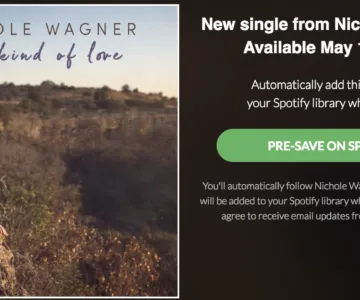 OLE WAGNER
kind of love
New single from Nic
Available May 1
Automatically add thi
your Spotify library wh
PRE-SAVE ON SP
You'll automatically follow Nichole Wa
will be added to your Spotify library wh
agree to receive email updates fro